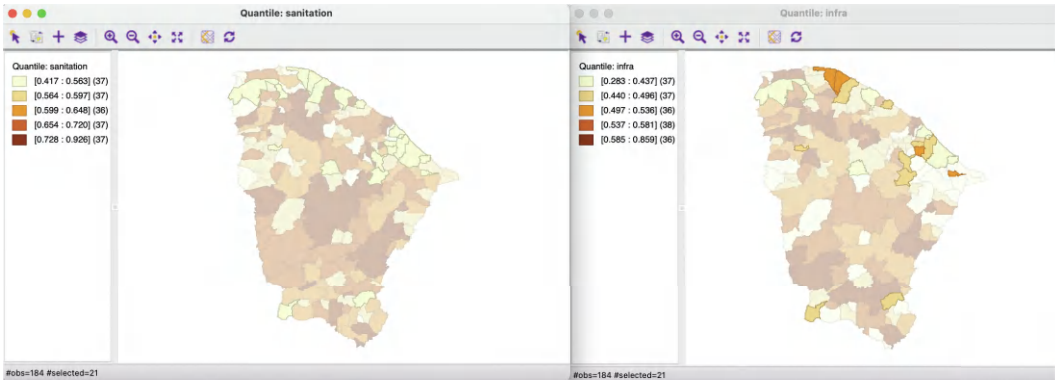 Quantile: sanitation
Quantile: sanitation
[0.417 : 0.563] (37)
[0.564 : 0.597] (37)
[0.599 : 0.648] (36)
[0.654 : 0.720] (37)
[0.728 : 0.926] (37)
#obs=184 #selected=21
Quantile: infra
Quantile: infra
[0.283 : 0.437] (37)
[0.440 : 0.496] (37)
[0.497 : 0.536] (36)
[0.537 : 0.581] (38)
[0.585 : 0.859] (36)
#obs=184 #selected=21